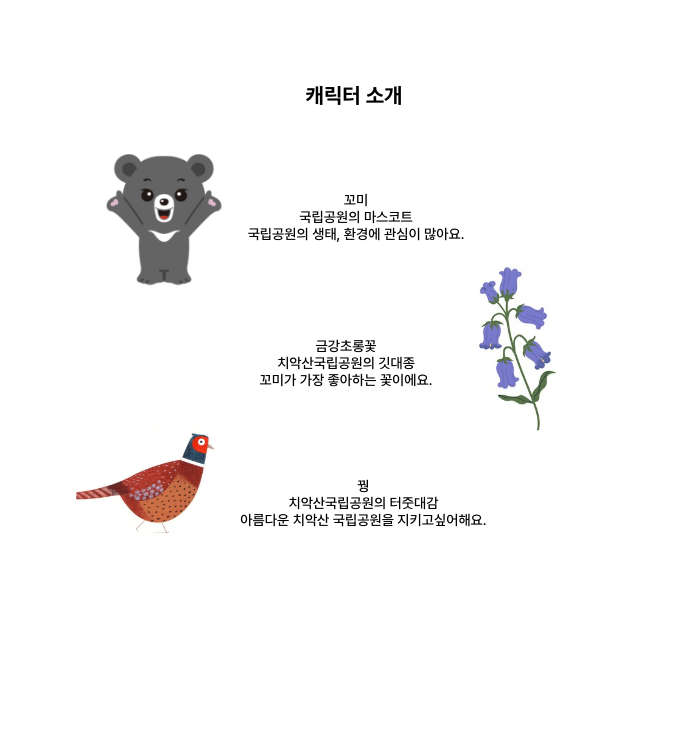 캐릭터 소개
꼬미
국립공원의 마스코트
국립공원의 생태, 환경에 관심이 많아요.
금강초롱꽃
치악산국립공원의 깃대종
꼬미가 가장 좋아하는 꽃이에요.
꿩
치악산국립공원의 터줏대감
아름다운 치악산 국립공원을 지키고싶어해요.